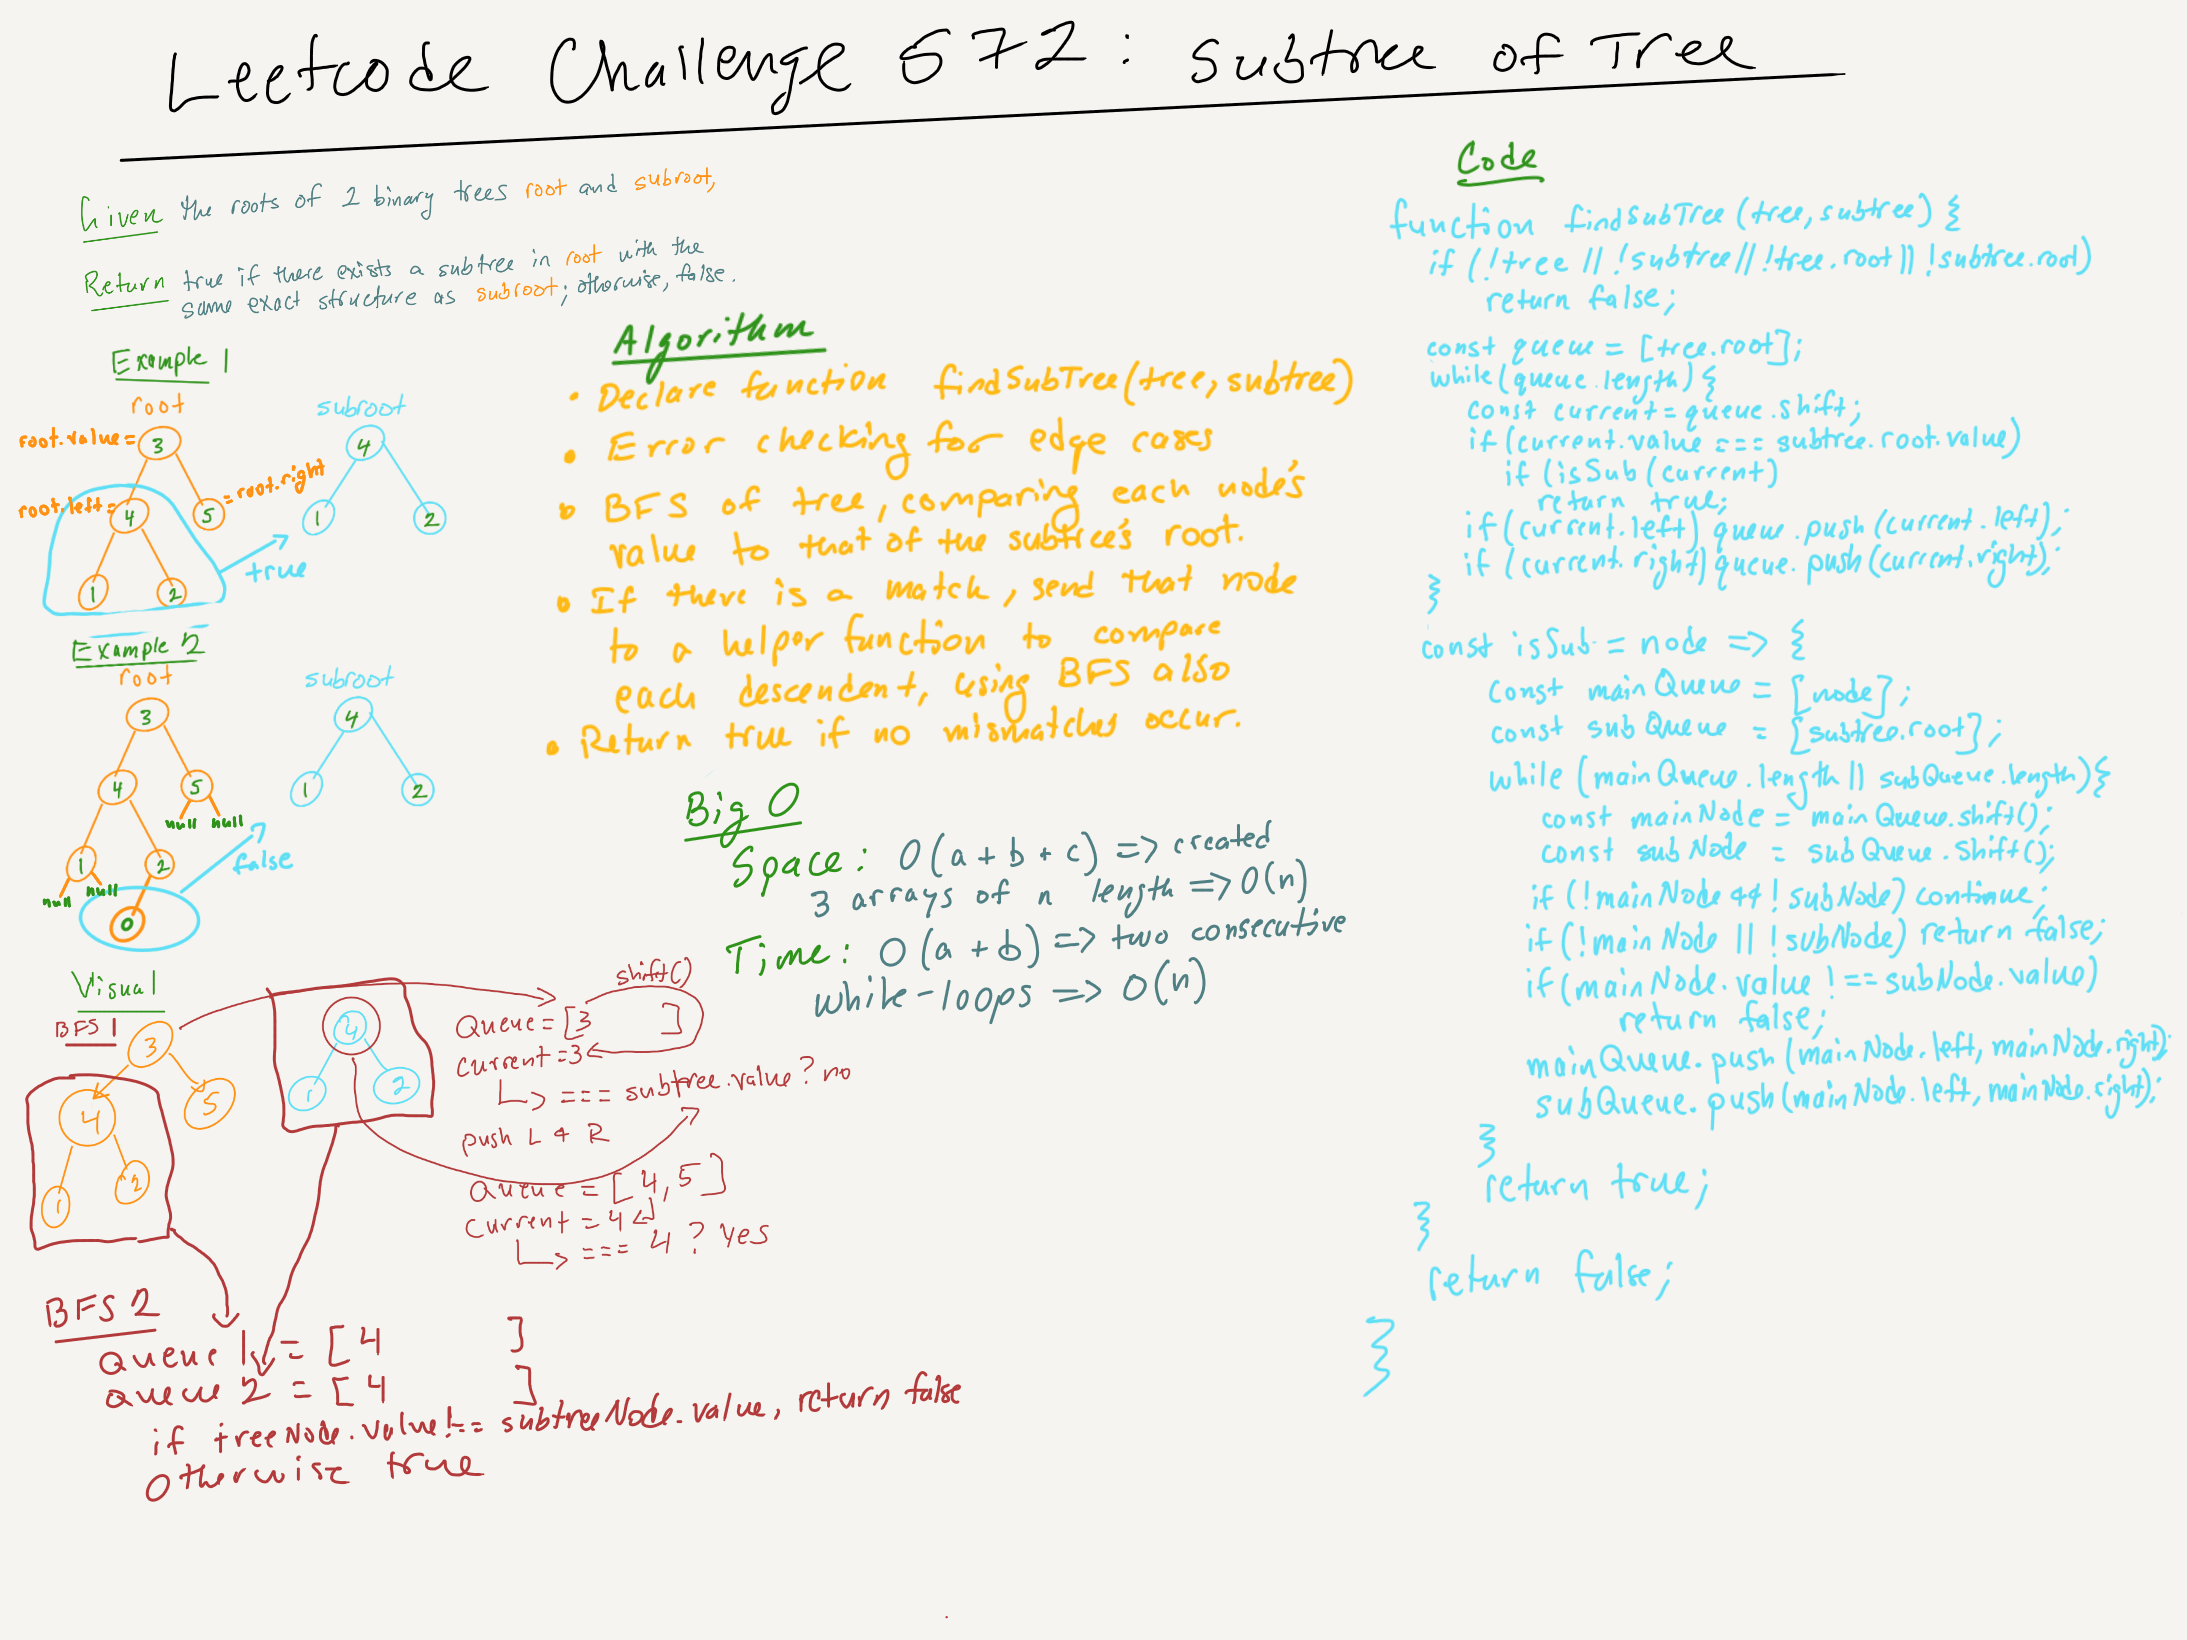 Leetcode Challenge 572: Subtree of Tree
Given the roots of 2 binary trees root and subroot,
Return true if there exists a subtree in root with the
same exact structure as subroot; otherwise, false.
Example 1
root
subroot
root.value =
3
4
root.left =
4
5
= root.right
1
2
1
2
true
Example 2
root
subroot
3
4
4
5
1
2
null null
1
2
false
null
null
0
Visual
BFS 1
3
4
5
1
2
4
1
2
shift()
Queue = [3 ]
current = 3
=== subtree.value? no
push L & R
Queue = [4, 5]
Current = 4
=== 4 ? Yes
BFS 2
Queue 1 = [4 ]
Queue 2 = [4 ]
if treeNode.value !== subtreeNode.value, return false
Otherwise true
Algorithm
• Declare function findSubTree(tree, subtree)
• Error checking for edge cases
• BFS of tree, comparing each node's
value to that of the subtree's root.
• If there is a match, send that node
to a helper function to compare
each descendent, using BFS also
• Return true if no mismatches occur.
Big O
Space: O(a + b + c) => created
3 arrays of n length => O(n)
Time: O(a + b) => two consecutive
while-loops => O(n)
Code
function findSubTree (tree, subtree) {
if (!tree || !subtree || !tree.root || !subtree.root)
return false;
const queue = [tree.root];
while (queue.length) {
const current = queue.shift;
if (current.value === subtree.root.value)
if (isSub (current)
return true;
if (current.left) queue.push (current.left);
if (current.right) queue.push (current.right);
}
const isSub = node => {
const mainQueue = [node];
const subQueue = [subtree.root];
while (mainQueue.length || subQueue.length) {
const mainNode = mainQueue.shift();
const subNode = subQueue.shift();
if (!mainNode && !subNode) continue;
if (!mainNode || !subNode) return false;
if (mainNode.value !== subNode.value)
return false;
mainQueue.push (mainNode.left, mainNode.right);
subQueue.push (mainNode.left, mainNode.right);
}
return true;
}
return false;
}